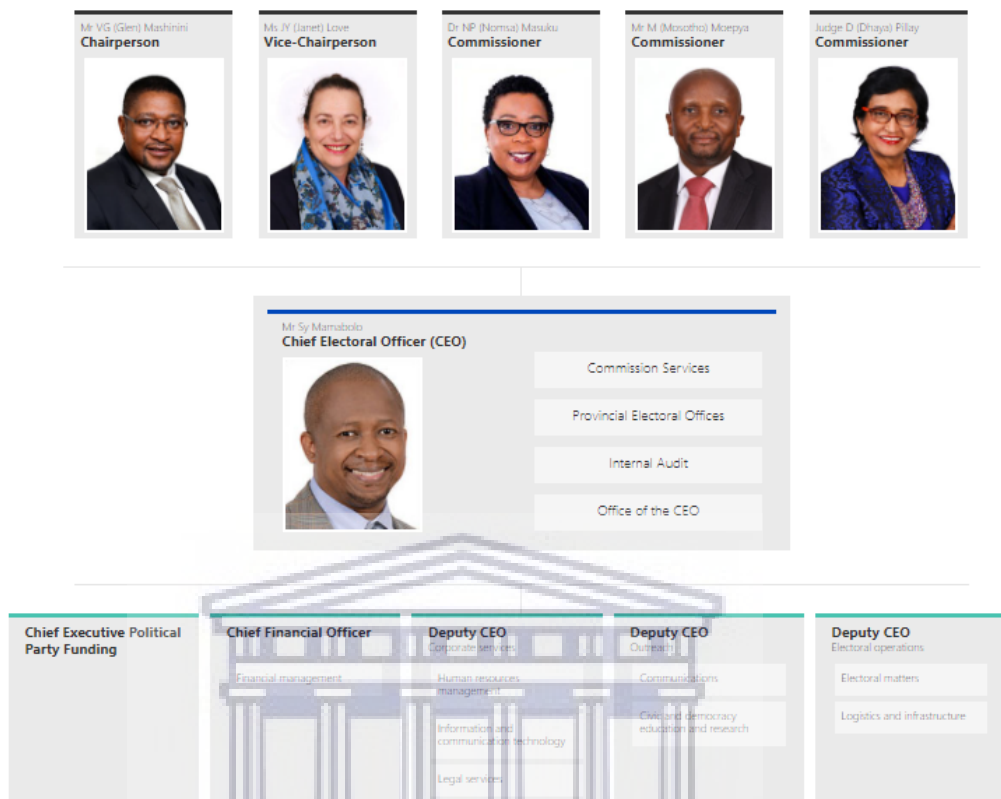 Mr VG (Glen) Mashinini
Chairperson
Ms JY (Janet) Love
Vice-Chairperson
Dr NP (Nomsa) Masuku
Commissioner
Mr M (Mosotho) Moepya
Commissioner
Judge D (Dhaya) Pillay
Commissioner
Mr Sy Mamabolo
Chief Electoral Officer (CEO)
Commission Services
Provincial Electoral Offices
Internal Audit
Office of the CEO
Chief Executive Political
Party Funding
Chief Financial Officer
Financial management
Deputy CEO
Corporate services
Human resources
management
Information and
communication technology
Legal services
Deputy CEO
Outreach
Communications
Civic and democracy
education and research
Deputy CEO
Electoral operations
Electoral matters
Logistics and infrastructure